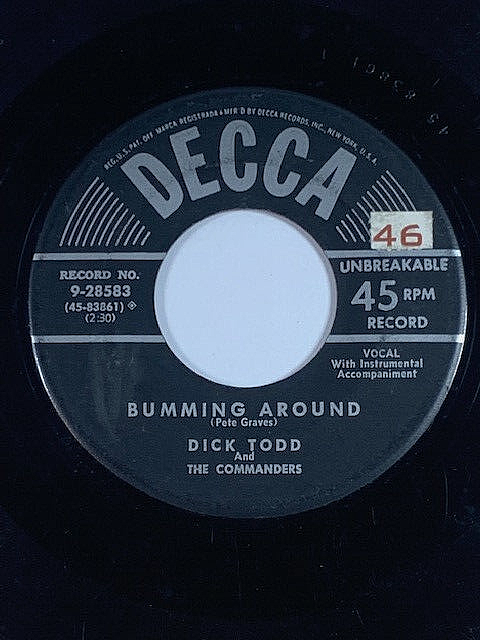 REG. U.S. PAT. OFF. MARCA REGISTRADA • MFR'D BY DECCA RECORDS, INC., NEW YORK, U.S.A.
DECCA
46
RECORD NO.
9-28583
(45-83861)
(2:30)
UNBREAKABLE
45 RPM
RECORD
VOCAL
With Instrumental
Accompaniment
BUMMING AROUND
(Pete Graves)
DICK TODD
And
THE COMMANDERS